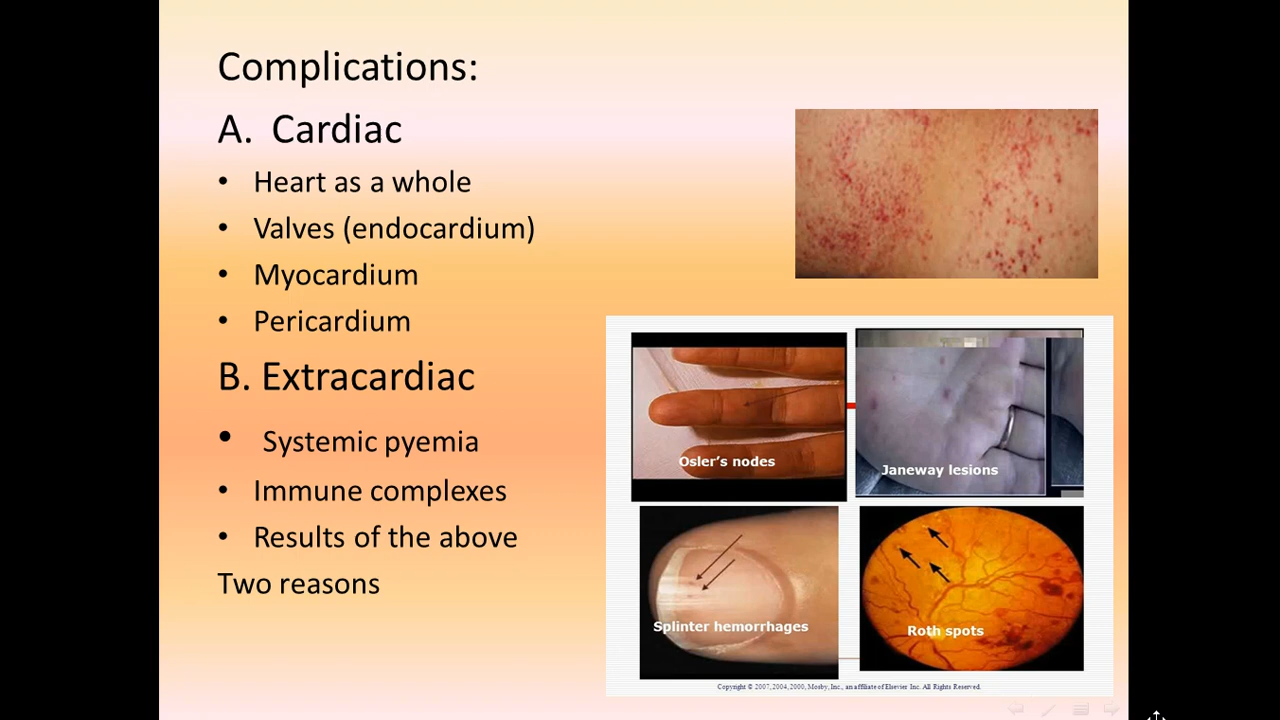 Complications:
A. Cardiac
• Heart as a whole
• Valves (endocardium)
• Myocardium
• Pericardium
B. Extracardiac
• Systemic pyemia
• Immune complexes
• Results of the above
Two reasons
Osler's nodes
Janeway lesions
Splinter hemorrhages
Roth spots
Copyright © 2007, 2004, 2000, Mosby, Inc., an affiliate of Elsevier Inc. All Rights Reserved.